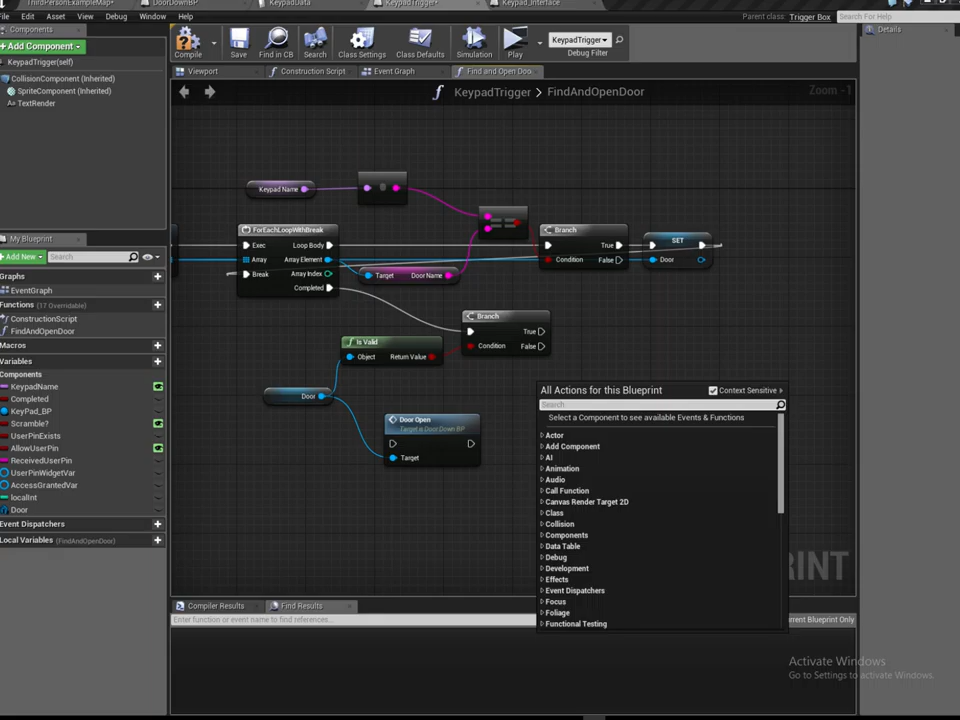 ThirdPersonExampleMap*
DoorDownBP
KeypadData
KeypadTrigger*
Keypad_Interface
File
Edit
Asset
View
Debug
Window
Help
Parent class: Trigger Box
Search For Help
Components
Details
Add Component
KeypadTrigger(self)
CollisionComponent (Inherited)
SpriteComponent (Inherited)
TextRender
Compile
Save
Find in CB
Search
Class Settings
Class Defaults
Simulation
Play
KeypadTrigger
Debug Filter
Viewport
Construction Script
Event Graph
Find and Open Doo
KeypadTrigger > FindAndOpenDoor
Zoom -1
Keypad Name
ForEachLoopWithBreak
Exec
Loop Body
Array
Array Element
Break
Array Index
Completed
Target
Door Name
==
Branch
True
Condition
False
SET
Door
Branch
True
Condition
False
Is Valid
Object
Return Value
Door
Door Open
Target is Door Down BP
Target
My Blueprint
Add New
Search
Graphs
EventGraph
Functions (17 Overridable)
ConstructionScript
FindAndOpenDoor
Macros
Variables
Components
KeypadName
Completed
KeyPad_BP
Scramble?
UserPinExists
AllowUserPin
ReceivedUserPin
UserPinWidgetVar
AccessGrantedVar
localInt
Door
Event Dispatchers
Local Variables (FindAndOpenDoor)
All Actions for this Blueprint
Context Sensitive
Search
Select a Component to see available Events & Functions
Actor
Add Component
AI
Animation
Audio
Call Function
Canvas Render Target 2D
Class
Collision
Components
Data Table
Debug
Development
Effects
Event Dispatchers
Focus
Foliage
Functional Testing
RINT
Compiler Results
Find Results
Enter function or event name to find references...
rrent Blueprint Only
Activate Windows
Go to Settings to activate Windows.